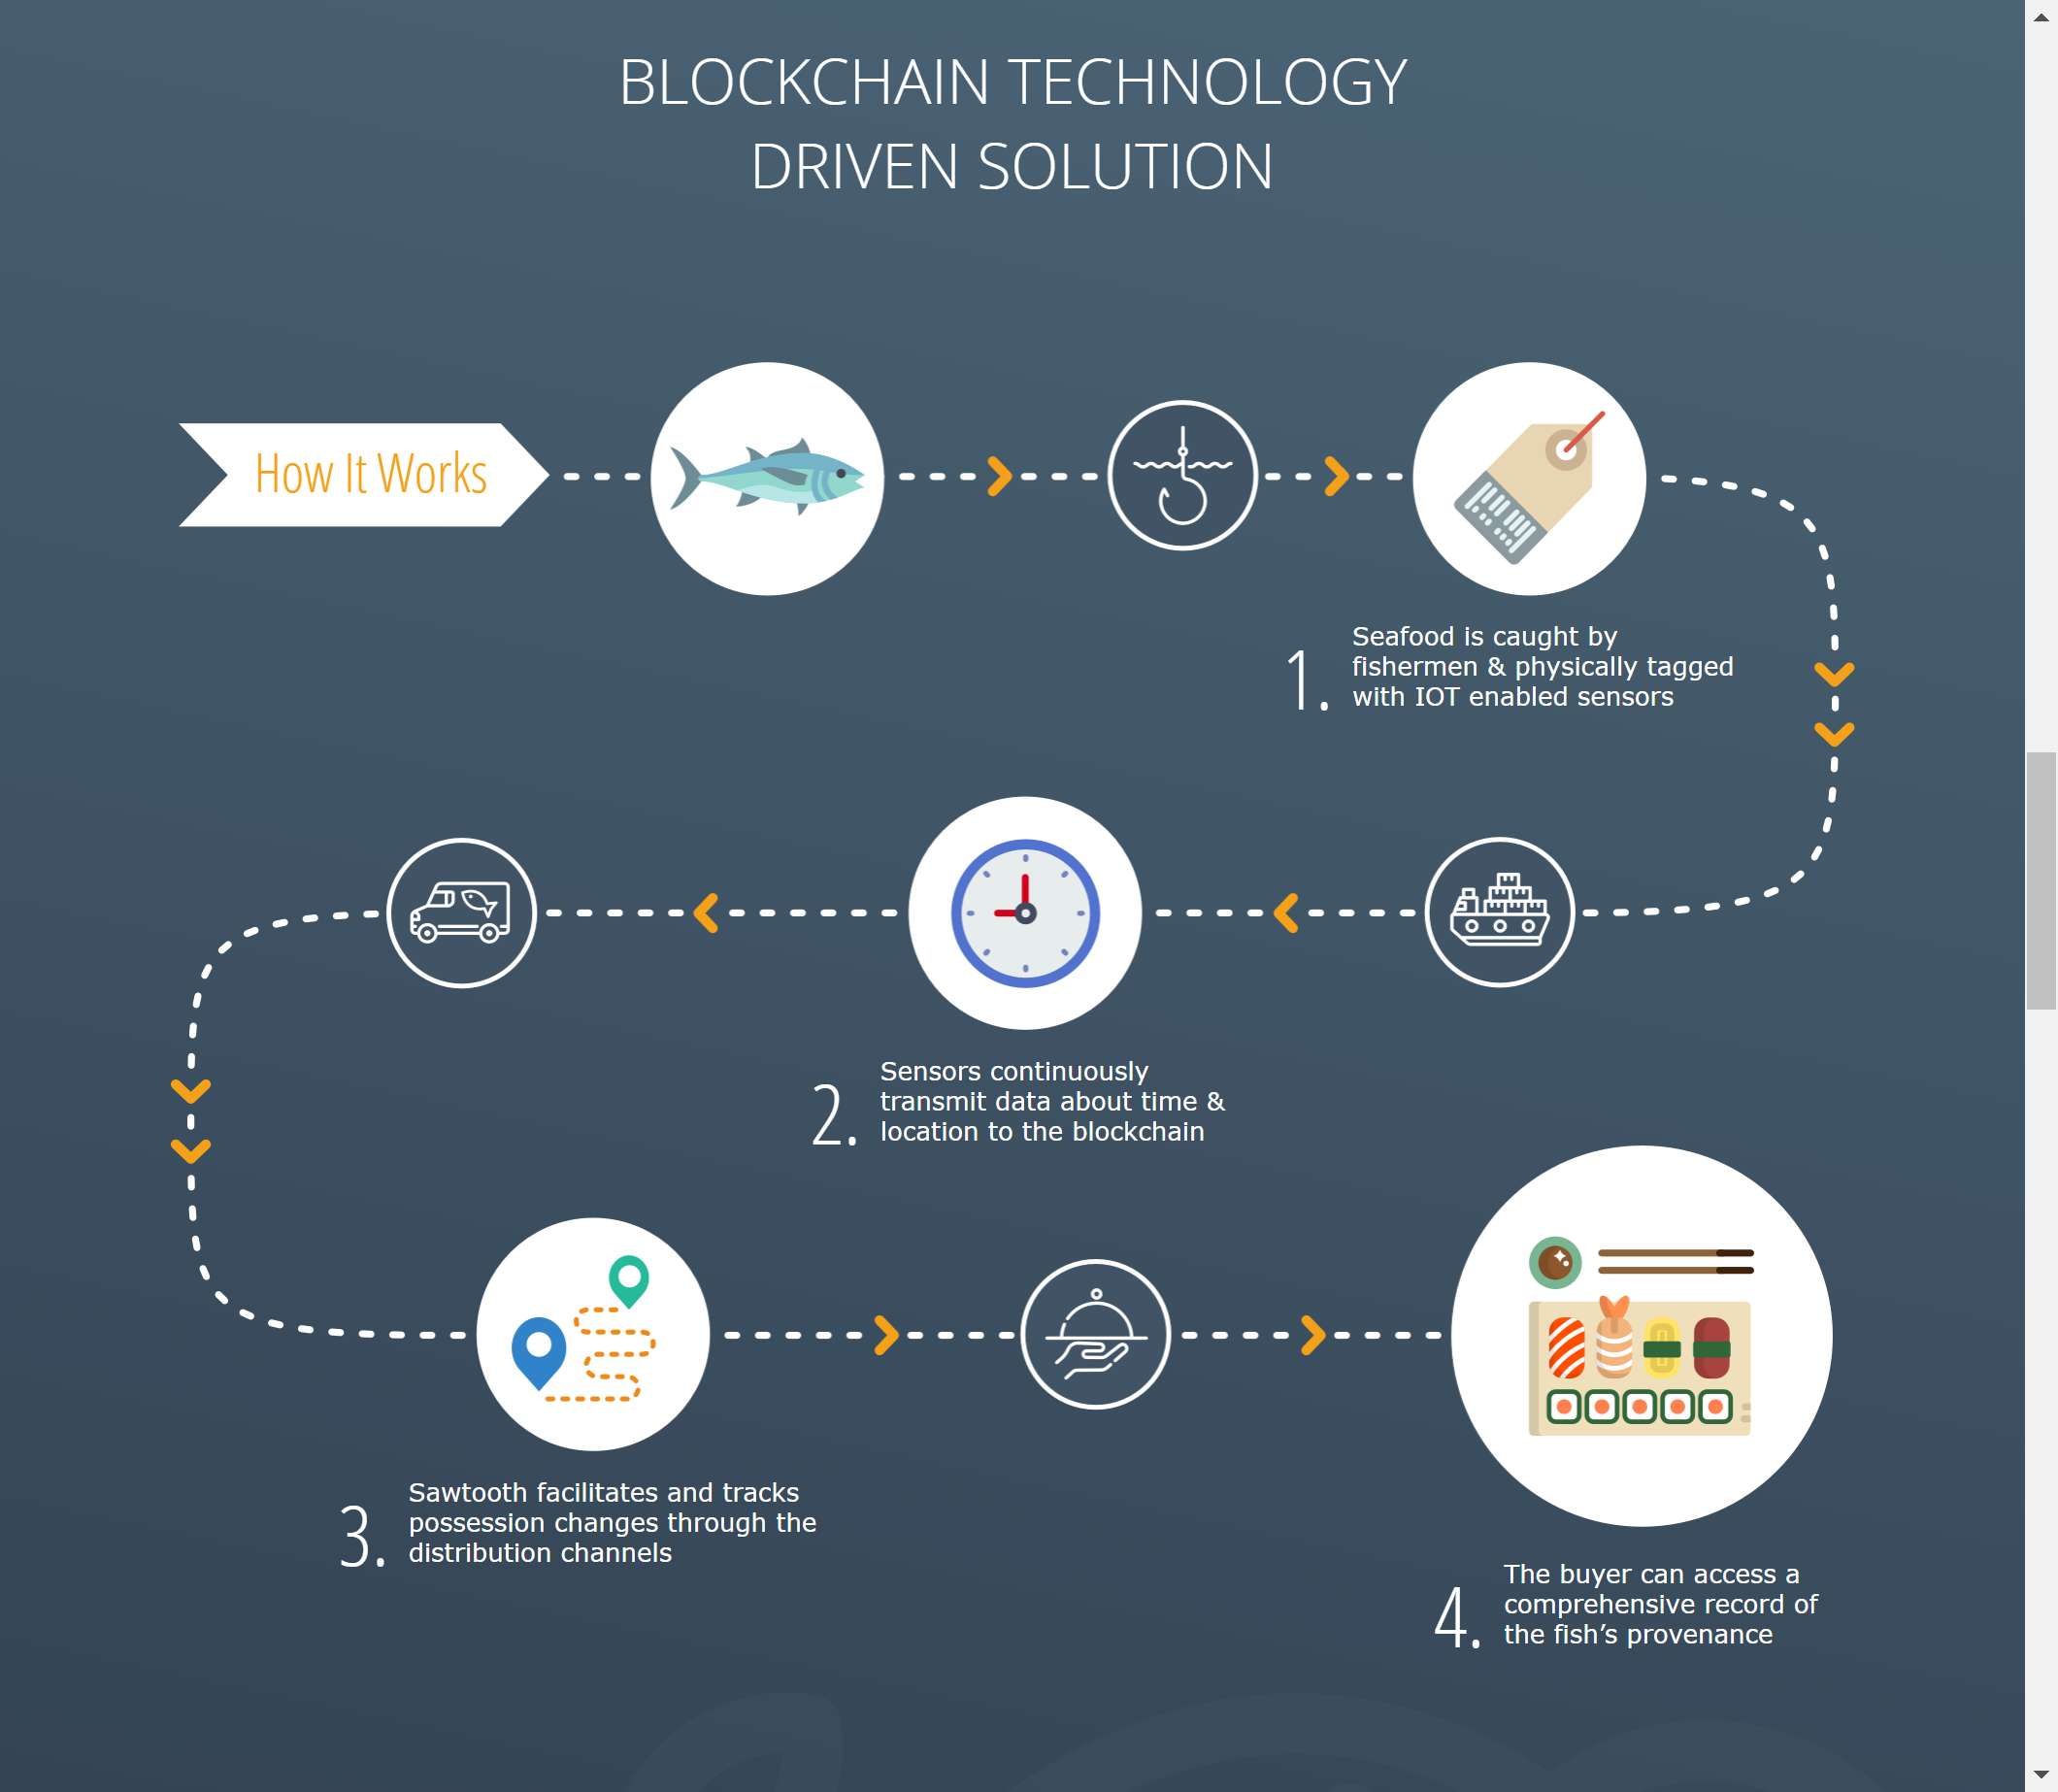 BLOCKCHAIN TECHNOLOGY
DRIVEN SOLUTION
How It Works
1.
Seafood is caught by
fishermen & physically tagged
with IOT enabled sensors
2.
Sensors continuously
transmit data about time &
location to the blockchain
3.
Sawtooth facilitates and tracks
possession changes through the
distribution channels
4.
The buyer can access a
comprehensive record of
the fish’s provenance